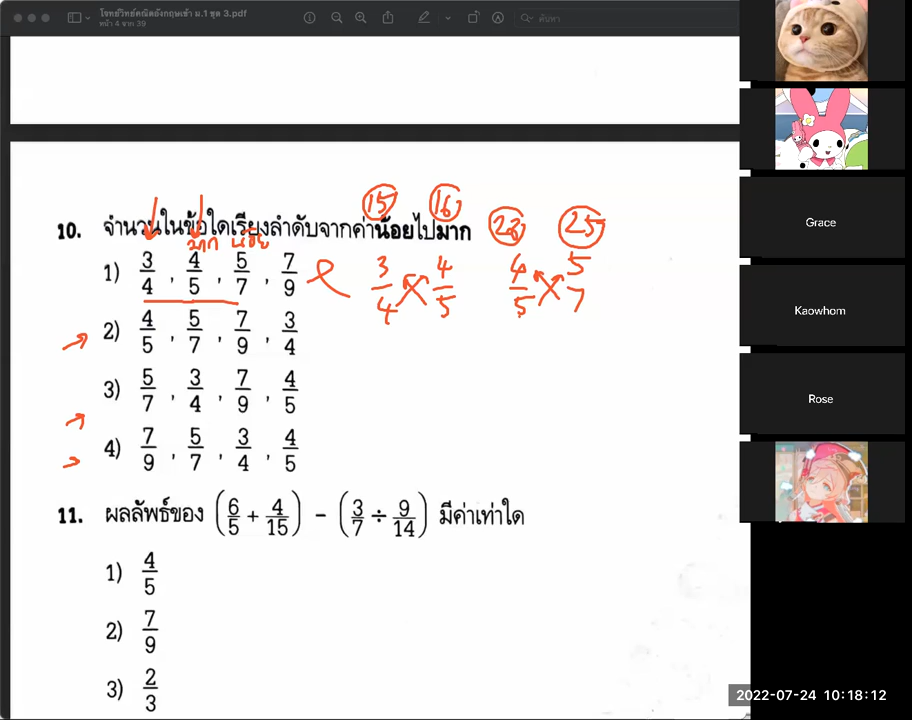 โจทย์วิทย์คณิตอังกฤษเข้า ม.1 ชุด 3.pdf
หน้า 4 จาก 39
ค้นหา
15 16 28 25
10. จำนวนในข้อใดเรียงลำดับจากค่าน้อยไปมาก
มาก น้อย
1) 3/4 , 4/5 , 5/7 , 7/9
3/4 4/5 4/5 5/7
2) 4/5 , 5/7 , 7/9 , 3/4
3) 5/7 , 3/4 , 7/9 , 4/5
4) 7/9 , 5/7 , 3/4 , 4/5
11. ผลลัพธ์ของ (6/5 + 4/15) - (3/7 ÷ 9/14) มีค่าเท่าใด
1) 4/5
2) 7/9
3) 2/3
Grace
Kaowhom
Rose
2022-07-24 10:18:12